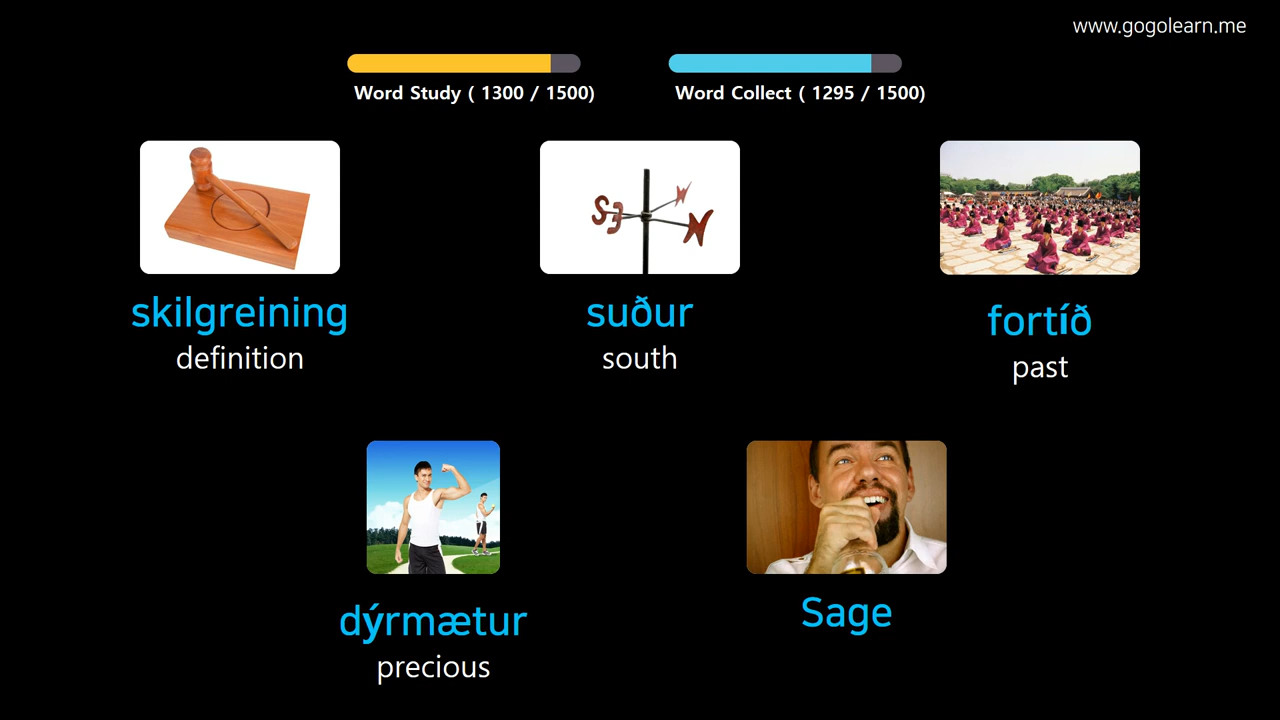 www.gogolearn.me
Word Study ( 1300 / 1500)
Word Collect ( 1295 / 1500)
skilgreining
definition
suður
south
fortíð
past
dýrmætur
precious
Sage